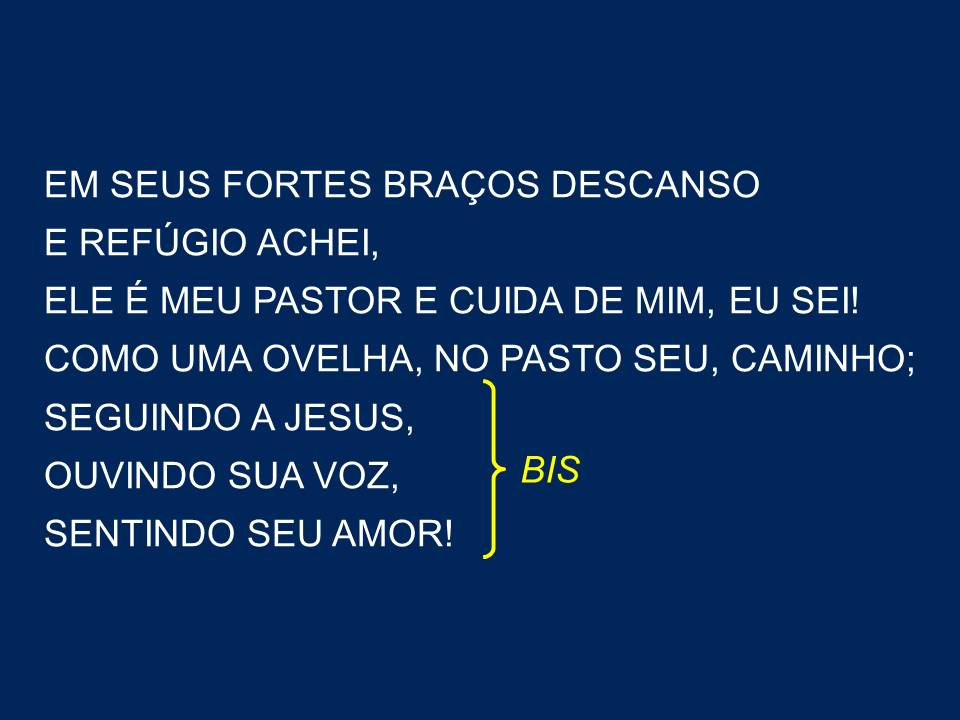 EM SEUS FORTES BRAÇOS DESCANSO
E REFÚGIO ACHEI,
ELE É MEU PASTOR E CUIDA DE MIM, EU SEI!
COMO UMA OVELHA, NO PASTO SEU, CAMINHO;
SEGUINDO A JESUS,
OUVINDO SUA VOZ,
SENTINDO SEU AMOR!
BIS